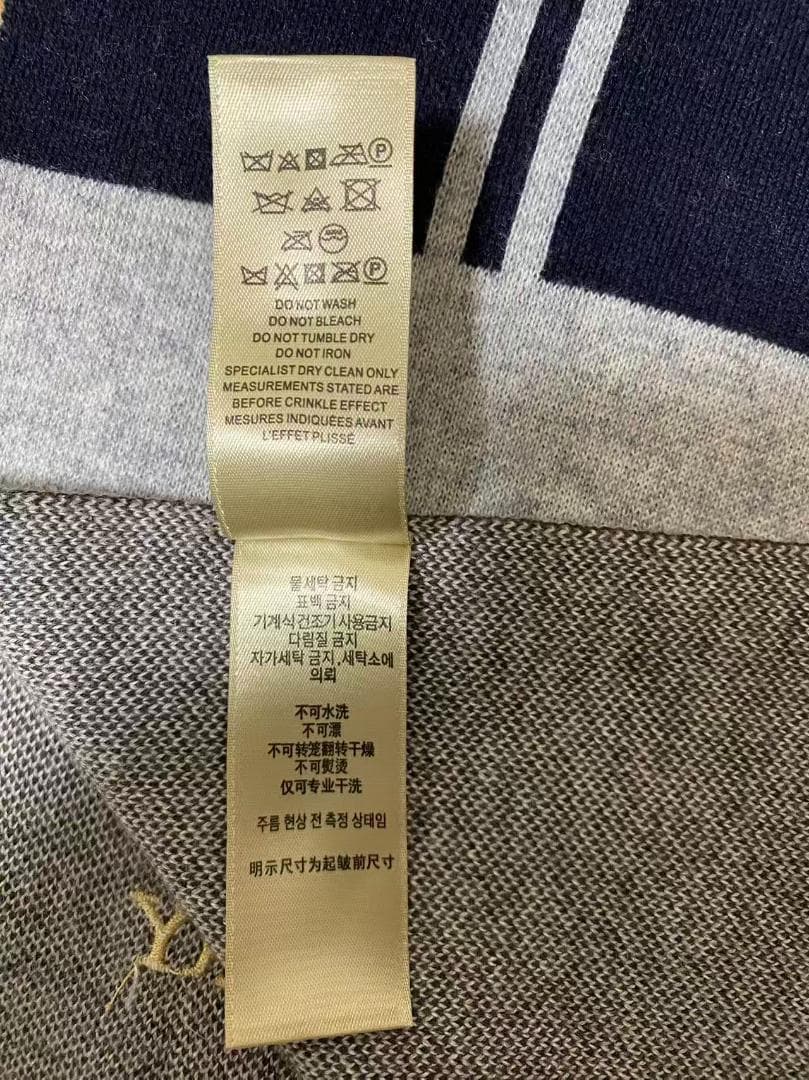 P
P
DO NOT WASH
DO NOT BLEACH
DO NOT TUMBLE DRY
DO NOT IRON
SPECIALIST DRY CLEAN ONLY
MEASUREMENTS STATED ARE
BEFORE CRINKLE EFFECT
MESURES INDIQUÉES AVANT
L'EFFET PLISSÉ
물세탁 금지
표백 금지
기계식 건조기 사용금지
다림질 금지
자가세탁 금지,세탁소에
의뢰
不可水洗
不可漂
不可转笼翻转干燥
不可熨烫
仅可专业干洗
주름 현상 전 측정 상태임
明示尺寸为起皱前尺寸